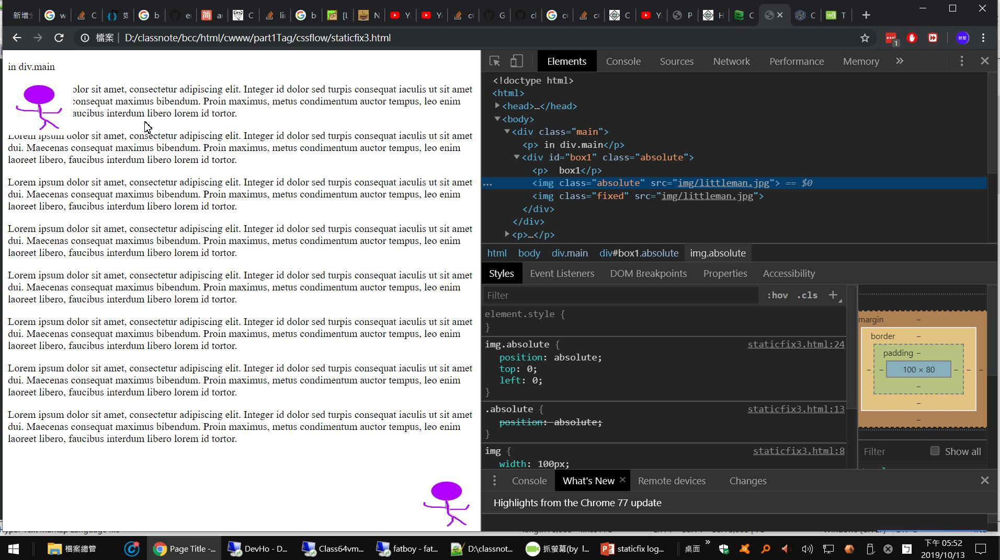 新增分
檔案 | D:/classnote/bcc/html/cwww/part1Tag/cssflow/staticfix3.html
1
螃蟹
in div.main
olor sit amet, consectetur adipiscing elit. Integer id dolor sed turpis consequat iaculis ut sit amet
consequat maximus bibendum. Proin maximus, metus condimentum auctor tempus, leo enim
aucibus interdum libero lorem id tortor.
Lorem ipsum dolor sit amet, consectetur adipiscing elit. Integer id dolor sed turpis consequat iaculis ut sit amet
dui. Maecenas consequat maximus bibendum. Proin maximus, metus condimentum auctor tempus, leo enim
laoreet libero, faucibus interdum libero lorem id tortor.
Lorem ipsum dolor sit amet, consectetur adipiscing elit. Integer id dolor sed turpis consequat iaculis ut sit amet
dui. Maecenas consequat maximus bibendum. Proin maximus, metus condimentum auctor tempus, leo enim
laoreet libero, faucibus interdum libero lorem id tortor.
Lorem ipsum dolor sit amet, consectetur adipiscing elit. Integer id dolor sed turpis consequat iaculis ut sit amet
dui. Maecenas consequat maximus bibendum. Proin maximus, metus condimentum auctor tempus, leo enim
laoreet libero, faucibus interdum libero lorem id tortor.
Lorem ipsum dolor sit amet, consectetur adipiscing elit. Integer id dolor sed turpis consequat iaculis ut sit amet
dui. Maecenas consequat maximus bibendum. Proin maximus, metus condimentum auctor tempus, leo enim
laoreet libero, faucibus interdum libero lorem id tortor.
Lorem ipsum dolor sit amet, consectetur adipiscing elit. Integer id dolor sed turpis consequat iaculis ut sit amet
dui. Maecenas consequat maximus bibendum. Proin maximus, metus condimentum auctor tempus, leo enim
laoreet libero, faucibus interdum libero lorem id tortor.
Lorem ipsum dolor sit amet, consectetur adipiscing elit. Integer id dolor sed turpis consequat iaculis ut sit amet
dui. Maecenas consequat maximus bibendum. Proin maximus, metus condimentum auctor tempus, leo enim
laoreet libero, faucibus interdum libero lorem id tortor.
Lorem ipsum dolor sit amet, consectetur adipiscing elit. Integer id dolor sed turpis consequat iaculis ut sit amet
dui. Maecenas consequat maximus bibendum. Proin maximus, metus condimentum auctor tempus, leo enim
laoreet libero, faucibus interdum libero lorem id tortor.
Elements Console Sources Network Performance Memory »
<!doctype html>
<html>
<head>…</head>
<body>
<div class="main">
<p> in div.main</p>
<div id="box1" class="absolute">
<p>  box1</p>
<img class="absolute" src="img/littleman.jpg"> == $0
<img class="fixed" src="img/littleman.jpg">
</div>
</div>
<p>…</p>
html body div.main div#box1.absolute img.absolute
Styles Event Listeners DOM Breakpoints Properties Accessibility
Filter :hov .cls +
element.style {
}
img.absolute { staticfix3.html:24
position: absolute;
top: 0;
left: 0;
}
.absolute { staticfix3.html:13
position: absolute;
}
img { staticfix3.html:8
width: 100px;
margin –
border –
padding –
– – 100 × 80 – – –
–
–
–
Filter Show all
Console What's New Remote devices Changes
Highlights from the Chrome 77 update
檔案總管 Page Title -... DevHo - D... Class64vm... fatboy - fat... D:\classnot... 抓螢幕(by l... staticfix log... 桌面 »
下午 05:52
2019/10/13